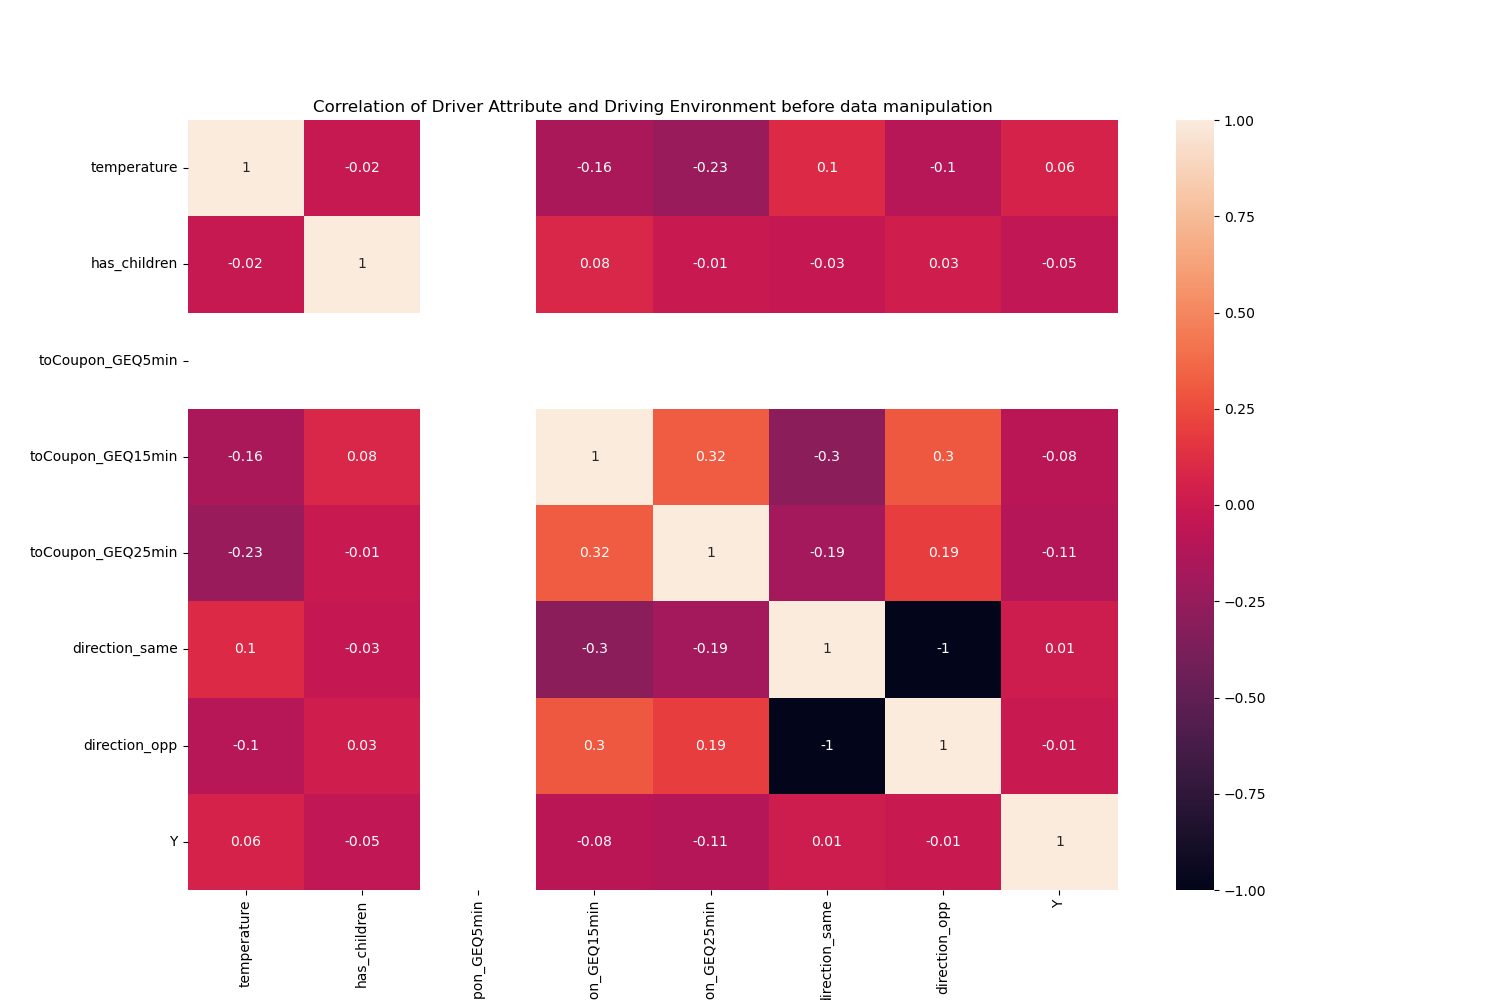 Correlation of Driver Attribute and Driving Environment before data manipulation
temperature 1 -0.02 -0.16 -0.23 0.1 -0.1 0.06
has_children -0.02 1 0.08 -0.01 -0.03 0.03 -0.05
toCoupon_GEQ5min
toCoupon_GEQ15min -0.16 0.08 1 0.32 -0.3 0.3 -0.08
toCoupon_GEQ25min -0.23 -0.01 0.32 1 -0.19 0.19 -0.11
direction_same 0.1 -0.03 -0.3 -0.19 1 -1 0.01
direction_opp -0.1 0.03 0.3 0.19 -1 1 -0.01
Y 0.06 -0.05 -0.08 -0.11 0.01 -0.01 1
temperature
has_children
pon_GEQ5min
on_GEQ15min
on_GEQ25min
direction_same
direction_opp
Y
1.00
0.75
0.50
0.25
0.00
−0.25
−0.50
−0.75
−1.00